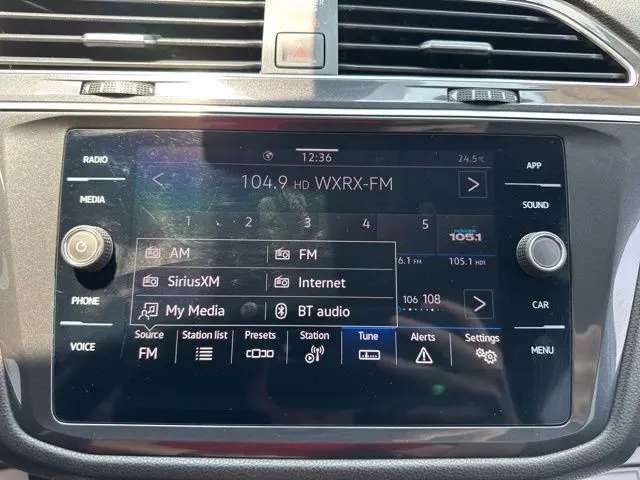 RADIO
MEDIA
PHONE
VOICE
12:36
24.5°C
104.9 HD WXRX-FM
1 2 3 4 5
105.1
6.1 FM
105.1 HD1
AM
FM
SiriusXM
Internet
My Media
BT audio
106 108
Source
FM
Station list
Presets
Station
Tune
Alerts
Settings
APP
SOUND
CAR
MENU